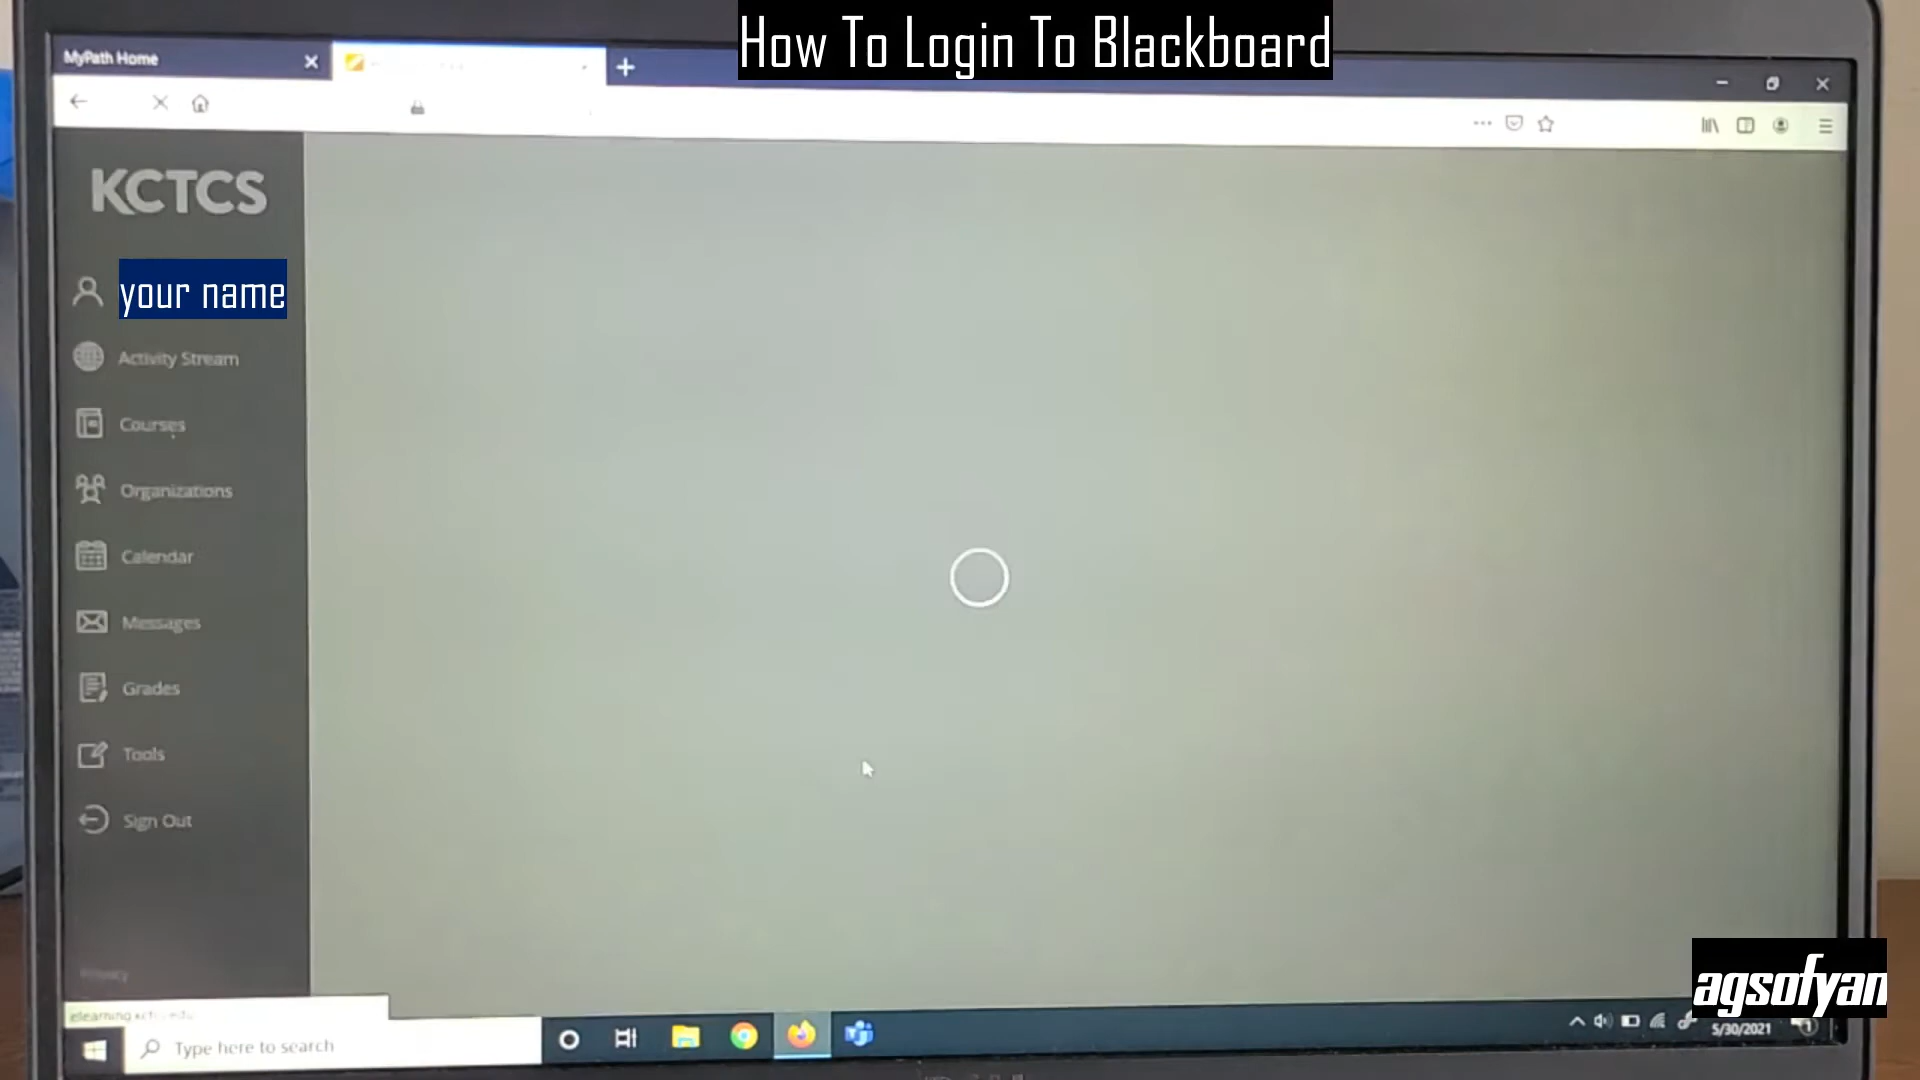 How To Login To Blackboard
MyPath Home
KCTCS
your name
Activity Stream
Courses
Organizations
Calendar
Messages
Grades
Tools
Sign Out
Privacy
Type here to search
5/30/2021
agsofyan